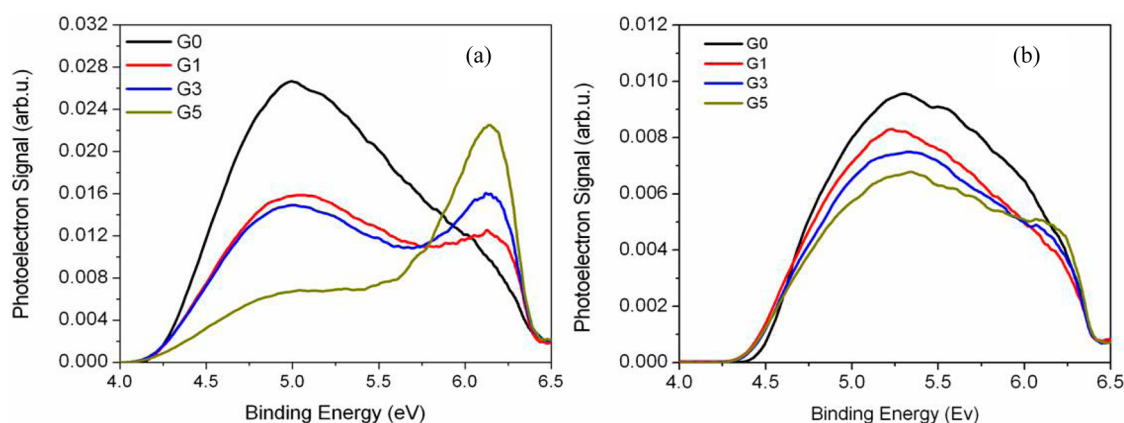 0.032
0.028
0.024
0.020
0.016
0.012
0.008
0.004
0.000
4.0 4.5 5.0 5.5 6.0 6.5
Photoelectron Signal (arb.u.)
Binding Energy (eV)
G0
G1
G3
G5
(a)
0.012
0.010
0.008
0.006
0.004
0.002
0.000
4.0 4.5 5.0 5.5 6.0 6.5
Photoelectron Signal (arb.u.)
Binding Energy (Ev)
G0
G1
G3
G5
(b)